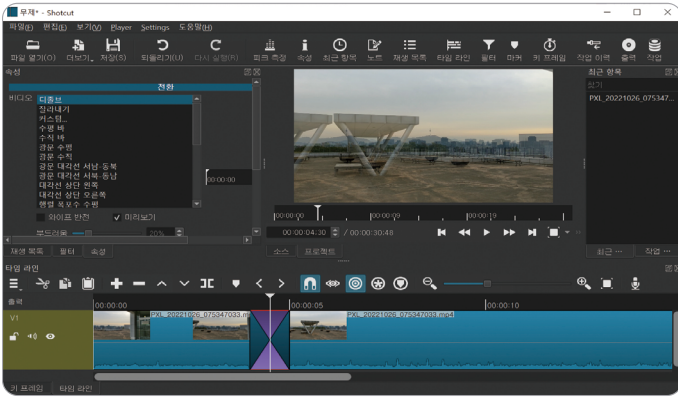 무제* - Shotcut
파일(F) 편집(E) 보기(V) Player Settings 도움말(H)
파일 열기(O) 더보기.. 저장(S) 되돌리기(U) 다시 실행(R) 피크 측정 속성 최근 항목 노트 재생 목록 타임 라인 필터 마커 키 프레임 작업 이력 출력 작업
속성
전환
비디오
디졸브
잘라내기
커스텀...
수평 바
수직 바
광문 수평
광문 수직
광문 대각선 서남-동북
광문 대각선 서북-동남
대각선 상단 왼쪽
대각선 상단 오른쪽
행렬 폭포수 수평
00:00:00
와이프 반전 미리보기
부드러움 20%
재생 목록 필터 속성
00:00:00 00:00:09 00:00:19
00:00:04:30 / 00:00:30:48
소스 프로젝트
최근 항목
찾기
PXL_20221026_075347...
최근 ... 작업 ...
타임 라인
출력
00:00:00 00:00:05 00:00:10
V1
PXL_20221026_075347033.m
PXL_20221026_075347033.mp4
키 프레임 타임 라인